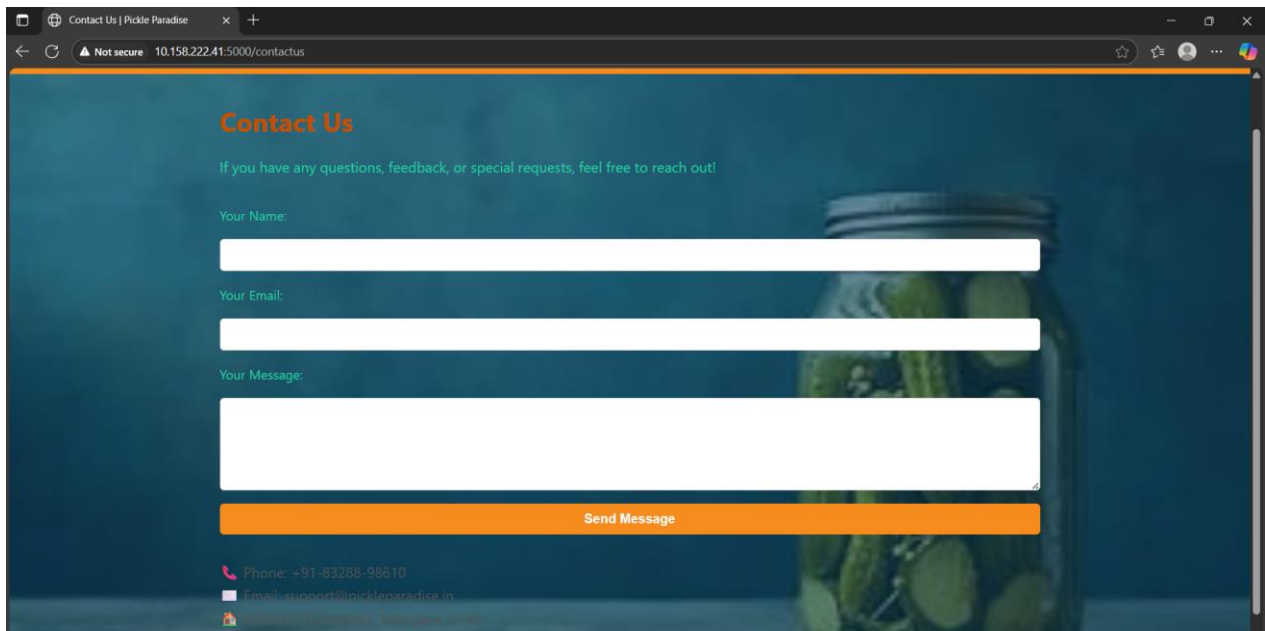 Contact Us | Pickle Paradise
Not secure 10.158.222.41:5000/contactus
Contact Us
If you have any questions, feedback, or special requests, feel free to reach out!
Your Name:
Your Email:
Your Message:
Send Message
Phone: +91-83288-98610
Email: support@pickleparadise.in